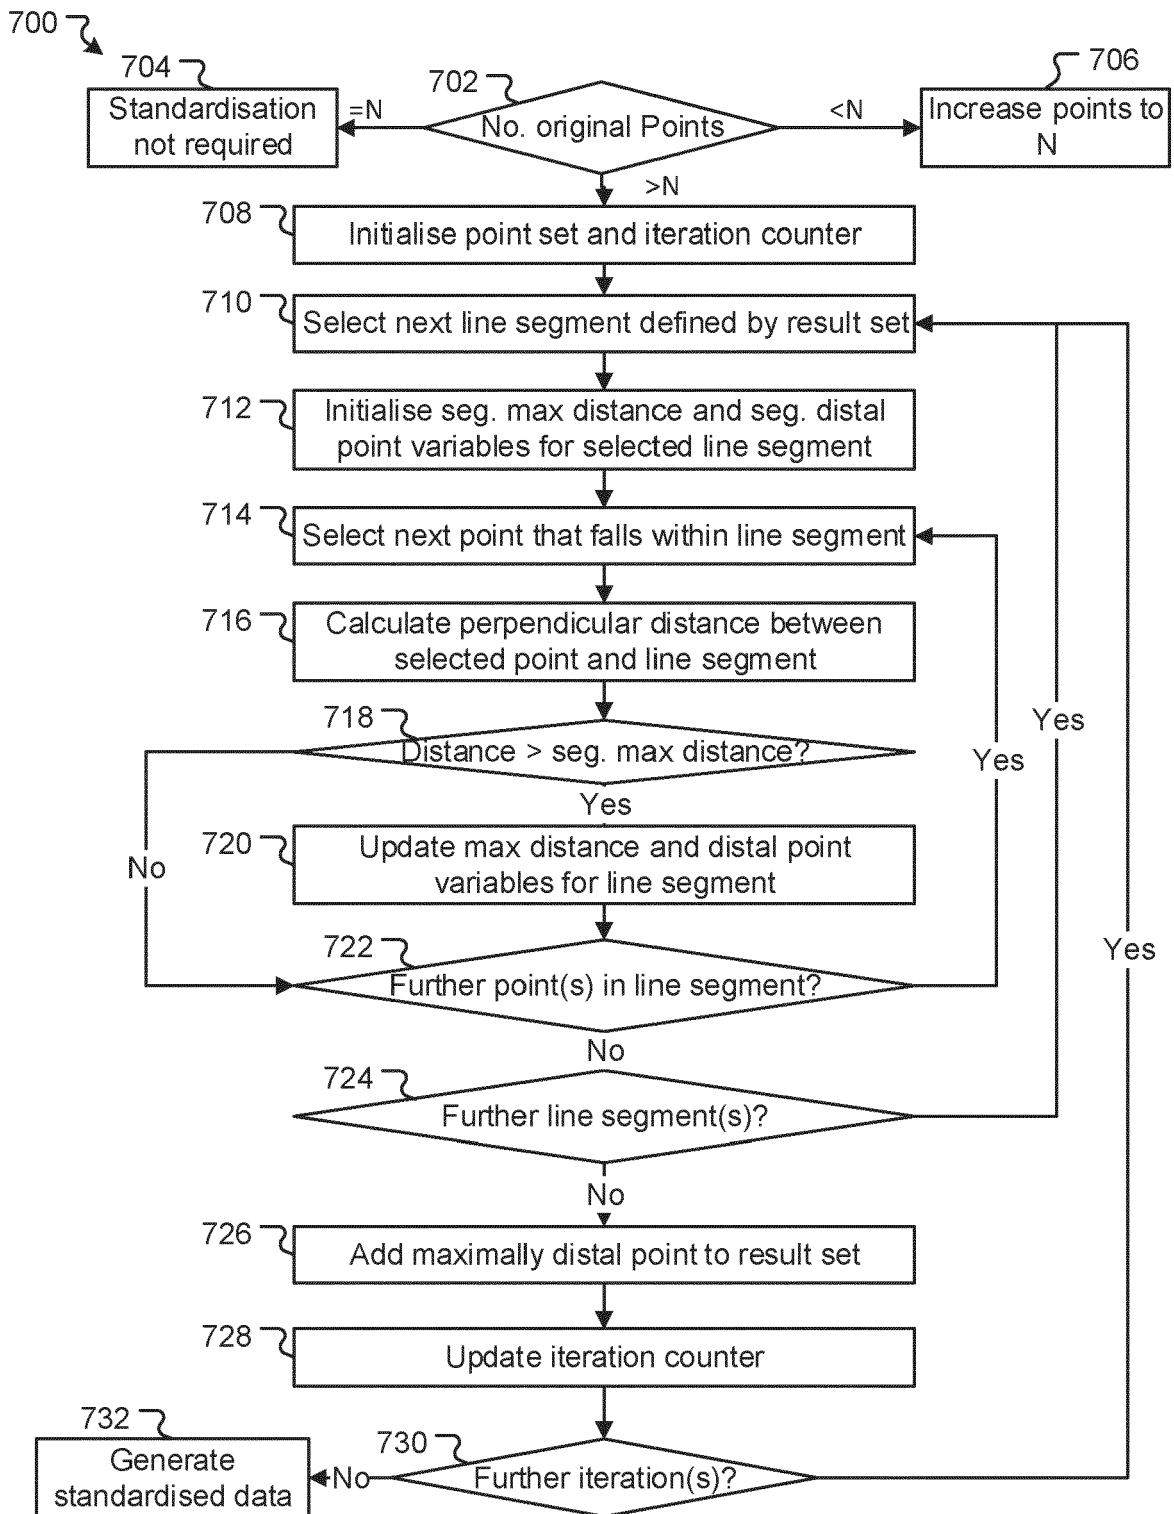 700
704
702
706
Standardisation
not required
=N
No. original Points
<N
Increase points to
N
>N
708
Initialise point set and iteration counter
710
Select next line segment defined by result set
712
Initialise seg. max distance and seg. distal
point variables for selected line segment
714
Select next point that falls within line segment
716
Calculate perpendicular distance between
selected point and line segment
718
Distance > seg. max distance?
Yes
Yes
Yes
720
Update max distance and distal point
variables for line segment
No
722
Further point(s) in line segment?
Yes
No
724
Further line segment(s)?
No
726
Add maximally distal point to result set
728
Update iteration counter
732
Generate
standardised data
No
730
Further iteration(s)?